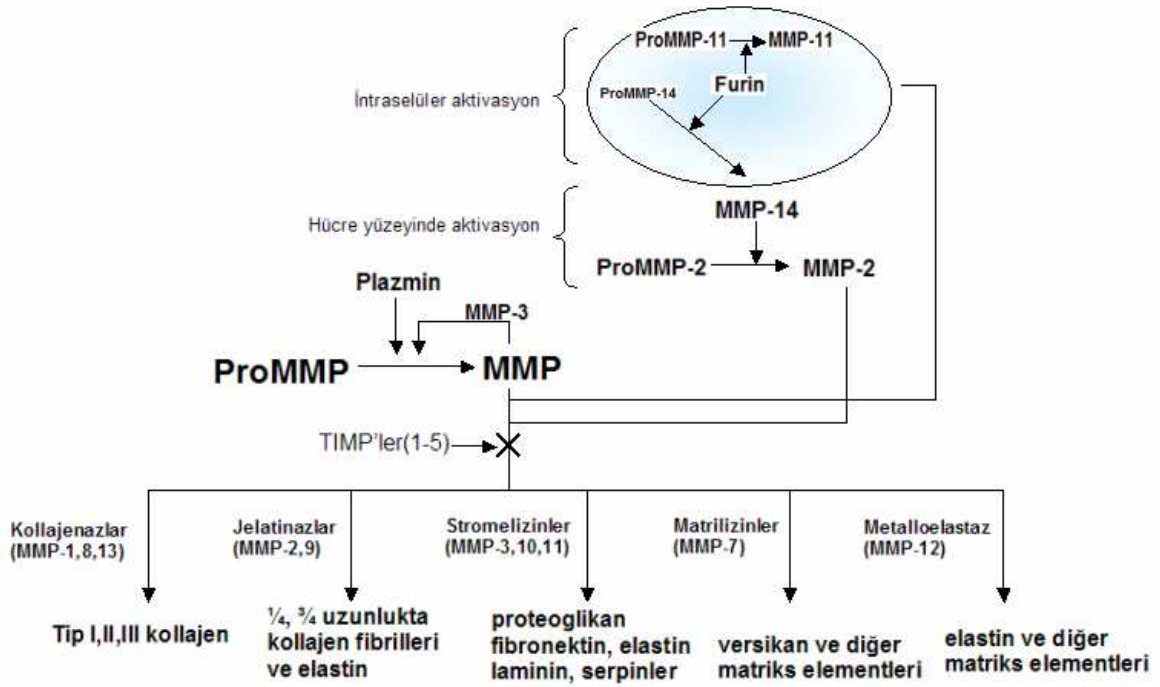 ProMMP-11 MMP-11
İntraselüler aktivasyon
ProMMP-14
Furin
Hücre yüzeyinde aktivasyon
MMP-14
ProMMP-2 MMP-2
Plazmin
MMP-3
ProMMP MMP
TIMP'ler(1-5)
Kollajenazlar
(MMP-1,8,13)
Jelatinazlar
(MMP-2,9)
Stromelizinler
(MMP-3,10,11)
Matrilizinler
(MMP-7)
Metalloelastaz
(MMP-12)
Tip I,II,III kollajen
¼, ¾ uzunlukta
kollajen fibrilleri
ve elastin
proteoglikan
fibronektin, elastin
laminin, serpinler
versikan ve diğer
matriks elementleri
elastin ve diğer
matriks elementleri